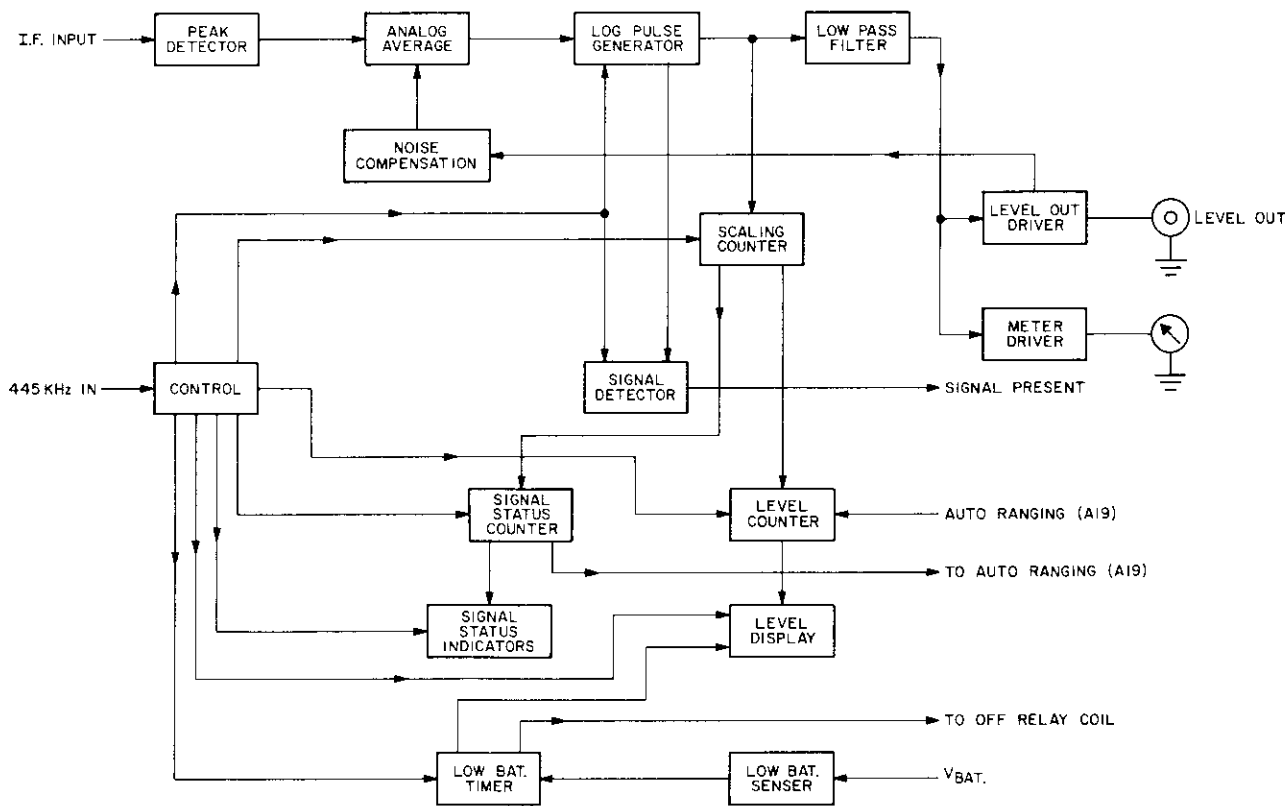 I.F. INPUT
PEAK
DETECTOR
ANALOG
AVERAGE
LOG PULSE
GENERATOR
LOW PASS
FILTER
NOISE
COMPENSATION
SCALING
COUNTER
LEVEL OUT
DRIVER
LEVEL OUT
METER
DRIVER
445 KHz IN
CONTROL
SIGNAL
DETECTOR
SIGNAL PRESENT
SIGNAL
STATUS
COUNTER
LEVEL
COUNTER
AUTO RANGING (A19)
TO AUTO RANGING (A19)
SIGNAL
STATUS
INDICATORS
LEVEL
DISPLAY
TO OFF RELAY COIL
LOW BAT.
TIMER
LOW BAT.
SENSER
VBAT.